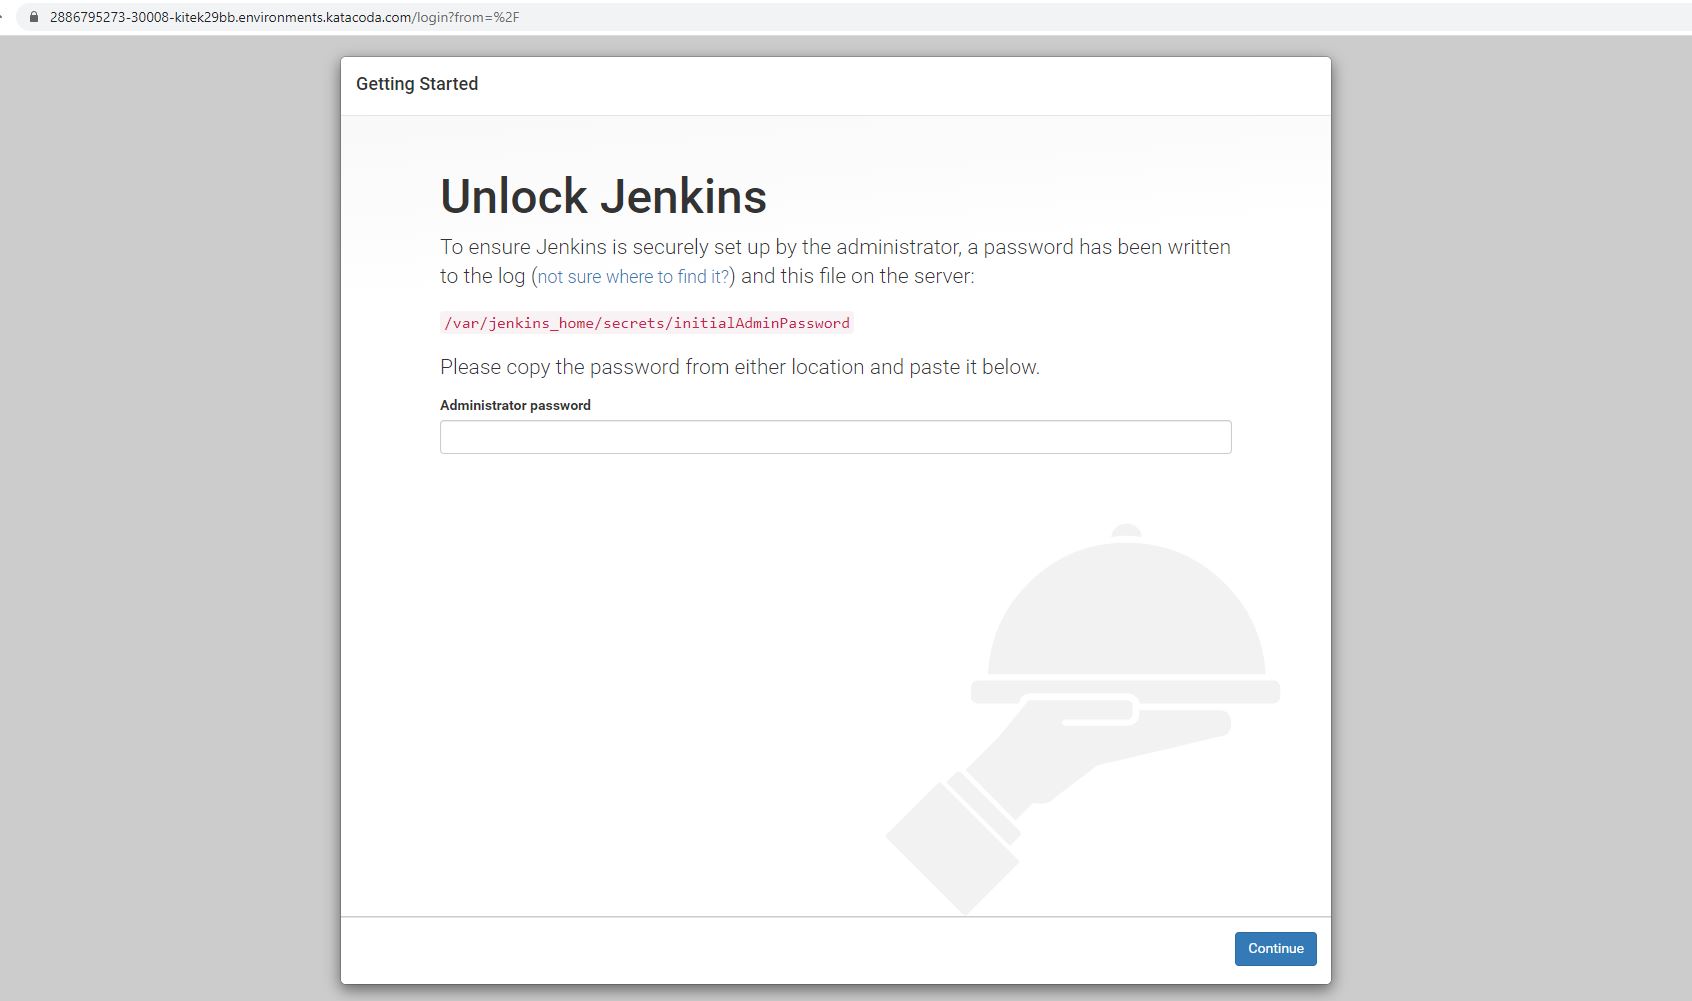 2886795273-30008-kitek29bb.environments.katacoda.com/login?from=%2F
Getting Started
Unlock Jenkins
To ensure Jenkins is securely set up by the administrator, a password has been written
to the log (not sure where to find it?) and this file on the server:
/var/jenkins_home/secrets/initialAdminPassword
Please copy the password from either location and paste it below.
Administrator password
Continue